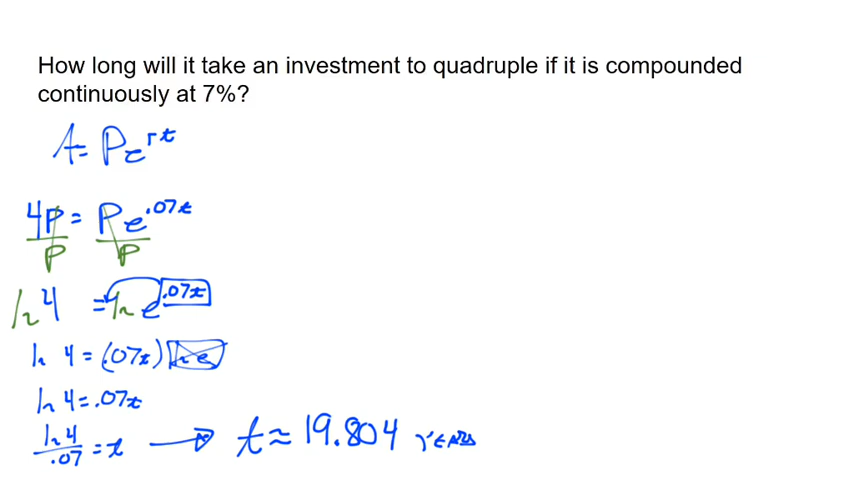 How long will it take an investment to quadruple if it is compounded
continuously at 7%?
A = Pe^rt
4P/P = Pe^.07t/P
ln 4 = ln e^.07t
ln 4 = (.07t) ln e
ln 4 = .07t
ln 4/.07 = t → t ≈ 19.804 YEARS